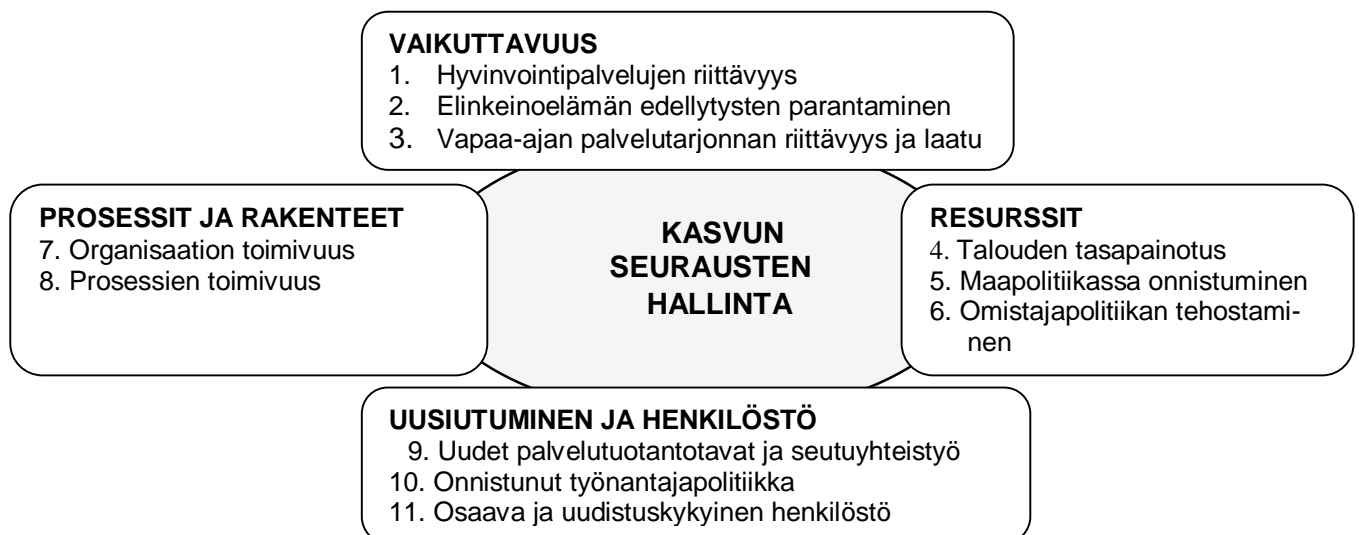 VAIKUTTAVUUS
1. Hyvinvointipalvelujen riittävyys
2. Elinkeinoelämän edellytysten parantaminen
3. Vapaa-ajan palvelutarjonnan riittävyys ja laatu
PROSESSIT JA RAKENTEET
7. Organisaation toimivuus
8. Prosessien toimivuus
KASVUN
SEURAUSTEN
HALLINTA
RESURSSIT
4. Talouden tasapainotus
5. Maapolitiikassa onnistuminen
6. Omistajapolitiikan tehostami-
nen
UUSIUTUMINEN JA HENKILÖSTÖ
9. Uudet palvelutuotantotavat ja seutuyhteistyö
10. Onnistunut työnantajapolitiikka
11. Osaava ja uudistuskykyinen henkilöstö